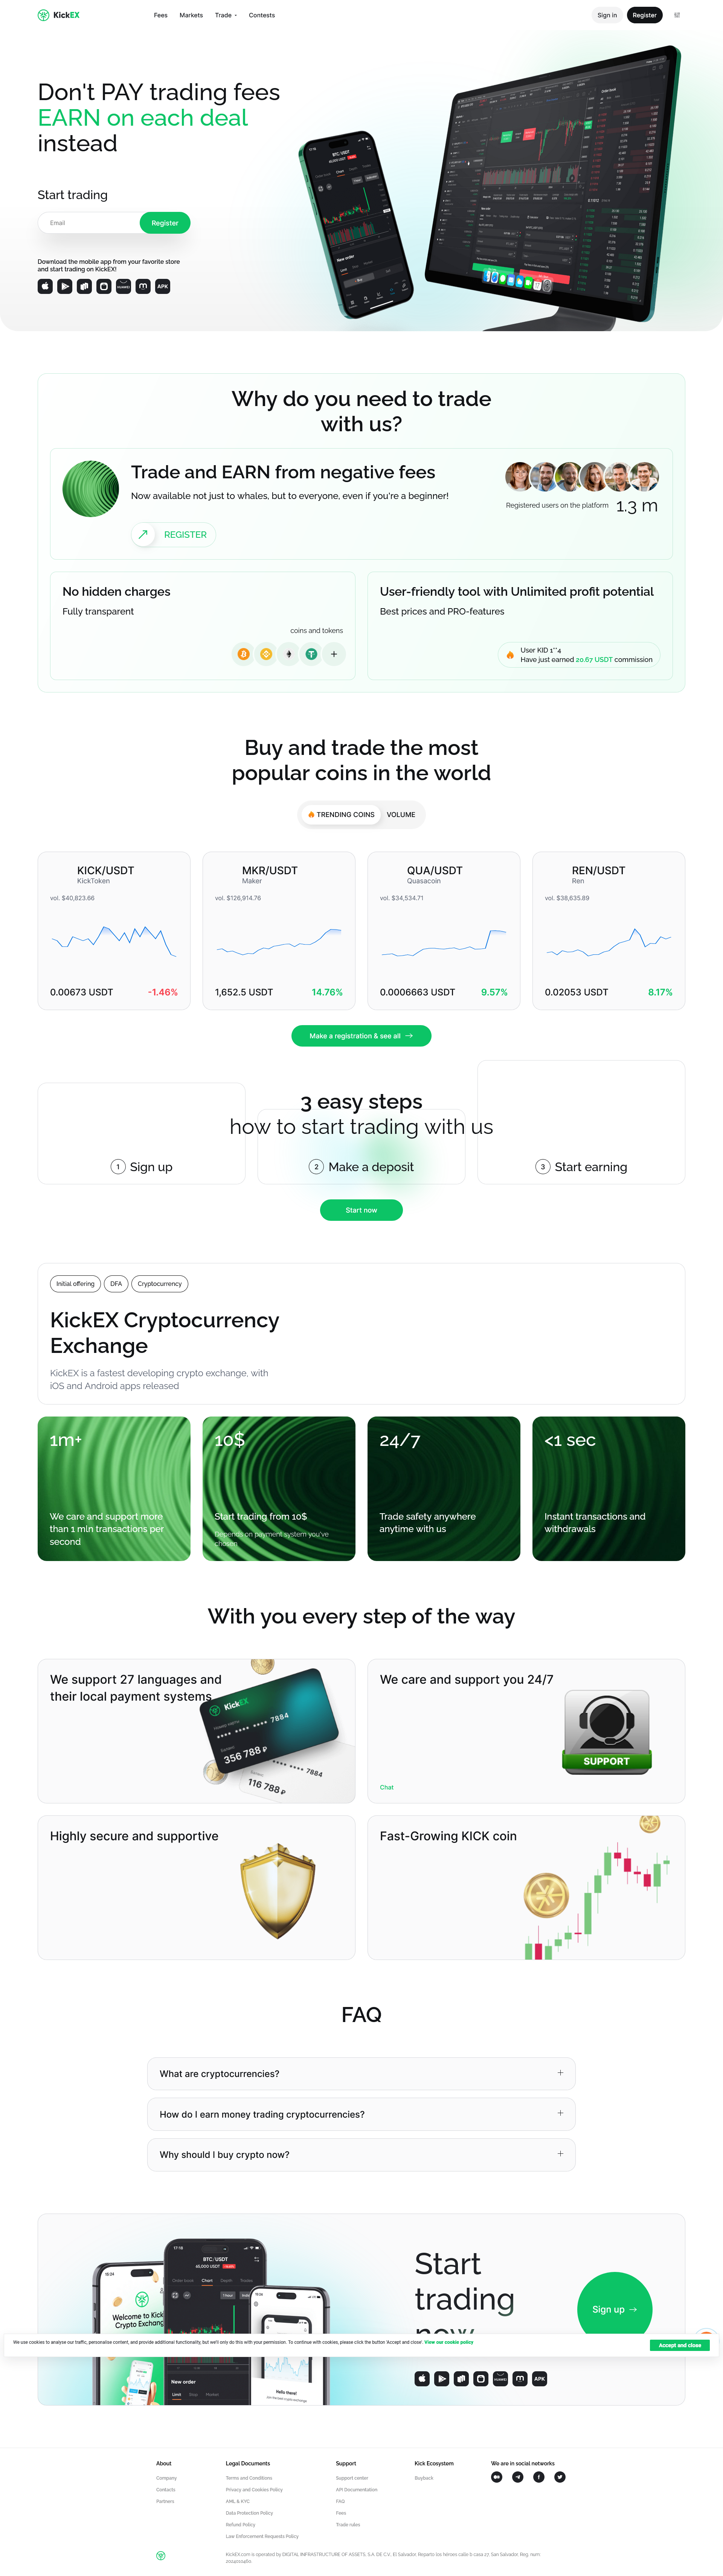 KickEX
Fees
Markets
Trade
Contests
Sign in
Register
Don't PAY trading fees
EARN on each deal
instead
Start trading
Email
Register
Download the mobile app from your favorite store
and start trading on KickEX!
HUAWEI
APK
BTC/USDT
Chart
New order
Why do you need to trade
with us?
Trade and EARN from negative fees
Now available not just to whales, but to everyone, even if you're a beginner!
REGISTER
Registered users on the platform
1.3 m
No hidden charges
Fully transparent
coins and tokens
User-friendly tool with Unlimited profit potential
Best prices and PRO-features
User KID 1**4
Have just earned 20.67 USDT commission
Buy and trade the most
popular coins in the world
TRENDING COINS
VOLUME
KICK/USDT
KickToken
vol. $40,823.66
0.00673 USDT
-1.46%
MKR/USDT
Maker
vol. $126,914.76
1,652.5 USDT
14.76%
QUA/USDT
Quasacoin
vol. $34,534.71
0.0006663 USDT
9.57%
REN/USDT
Ren
vol. $38,635.89
0.02053 USDT
8.17%
Make a registration & see all
3 easy steps
how to start trading with us
1 Sign up
2 Make a deposit
3 Start earning
Start now
Initial offering
DFA
Cryptocurrency
KickEX Cryptocurrency
Exchange
KickEX is a fastest developing crypto exchange, with
iOS and Android apps released
1m+
We care and support more
than 1 mln transactions per
second
10$
Start trading from 10$
Depends on payment system you've
chosen
24/7
Trade safety anywhere
anytime with us
<1 sec
Instant transactions and
withdrawals
With you every step of the way
We support 27 languages and
their local payment systems
KickEX
**** **** **** 7884
356 788 ₽
**** **** 7884
116 788 ₽
We care and support you 24/7
SUPPORT
Chat
Highly secure and supportive
Fast-Growing KICK coin
FAQ
What are cryptocurrencies?
How do I earn money trading cryptocurrencies?
Why should I buy crypto now?
Welcome to Kick
Crypto Exchang
BTC/USDT
Chart
New order
Hello there!
Start
trading
now
Sign up
We use cookies to analyse our traffic, personalise content, and provide additional functionality, but we'll only do this with your permission. To continue with cookies, please click the button 'Accept and close'. View our cookie policy
Accept and close
HUAWEI
APK
About
Company
Contacts
Partners
Legal Documents
Terms and Conditions
Privacy and Cookies Policy
AML & KYC
Data Protection Policy
Refund Policy
Law Enforcement Requests Policy
Support
Support center
API Documentation
FAQ
Fees
Trade rules
Kick Ecosystem
Buyback
We are in social networks
KickEX.com is operated by DIGITAL INFRASTRUCTURE OF ASSETS, S.A. DE C.V., El Salvador, Reparto los héroes calle b casa 27, San Salvador, Reg. num: